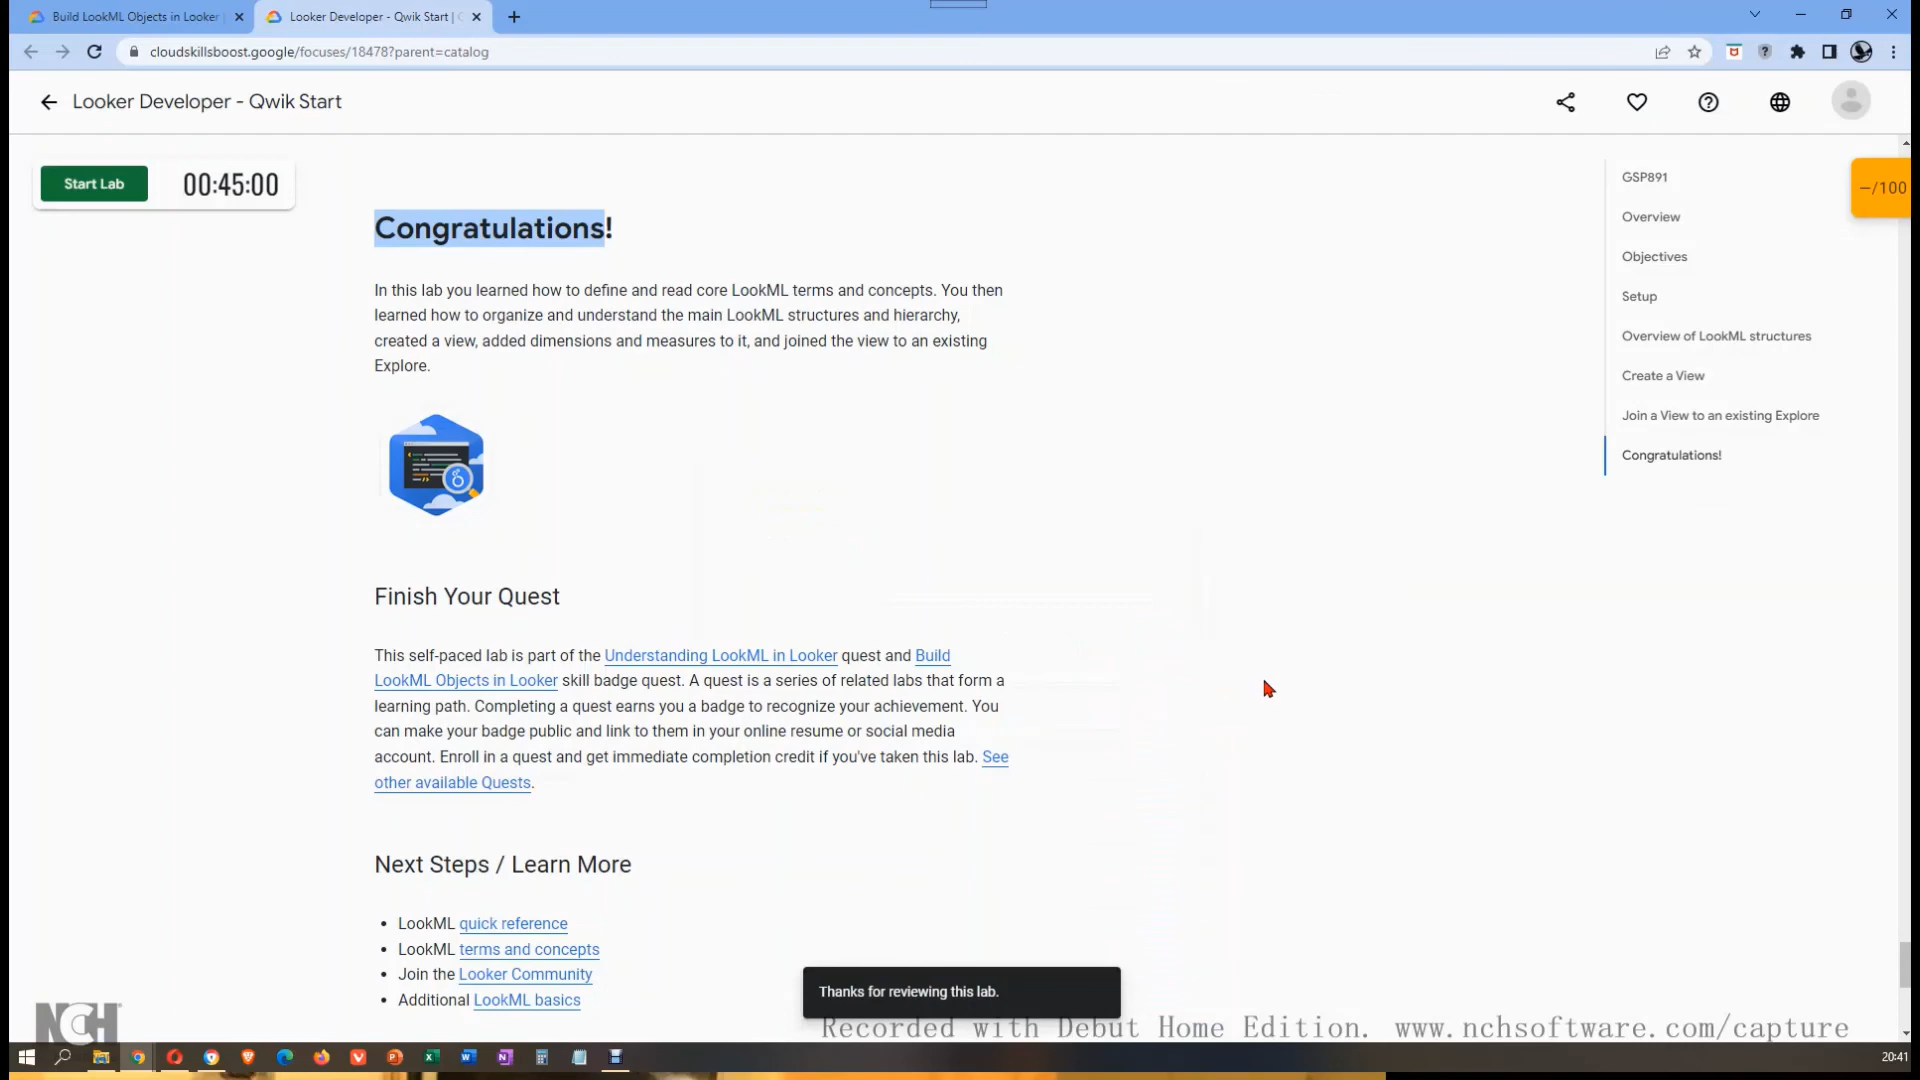 Build LookML Objects in Looker
Looker Developer - Qwik Start |
cloudskillsboost.google/focuses/18478?parent=catalog
Looker Developer - Qwik Start
Start Lab
00:45:00
GSP891
Overview
Objectives
Setup
Overview of LookML structures
Create a View
Join a View to an existing Explore
Congratulations!
–/100
Congratulations!
In this lab you learned how to define and read core LookML terms and concepts. You then
learned how to organize and understand the main LookML structures and hierarchy,
created a view, added dimensions and measures to it, and joined the view to an existing
Explore.
Finish Your Quest
This self-paced lab is part of the Understanding LookML in Looker quest and Build
LookML Objects in Looker skill badge quest. A quest is a series of related labs that form a
learning path. Completing a quest earns you a badge to recognize your achievement. You
can make your badge public and link to them in your online resume or social media
account. Enroll in a quest and get immediate completion credit if you've taken this lab. See
other available Quests.
Next Steps / Learn More
• LookML quick reference
• LookML terms and concepts
• Join the Looker Community
• Additional LookML basics
Thanks for reviewing this lab.
NCH
Recorded with Debut Home Edition. www.nchsoftware.com/capture
20:41